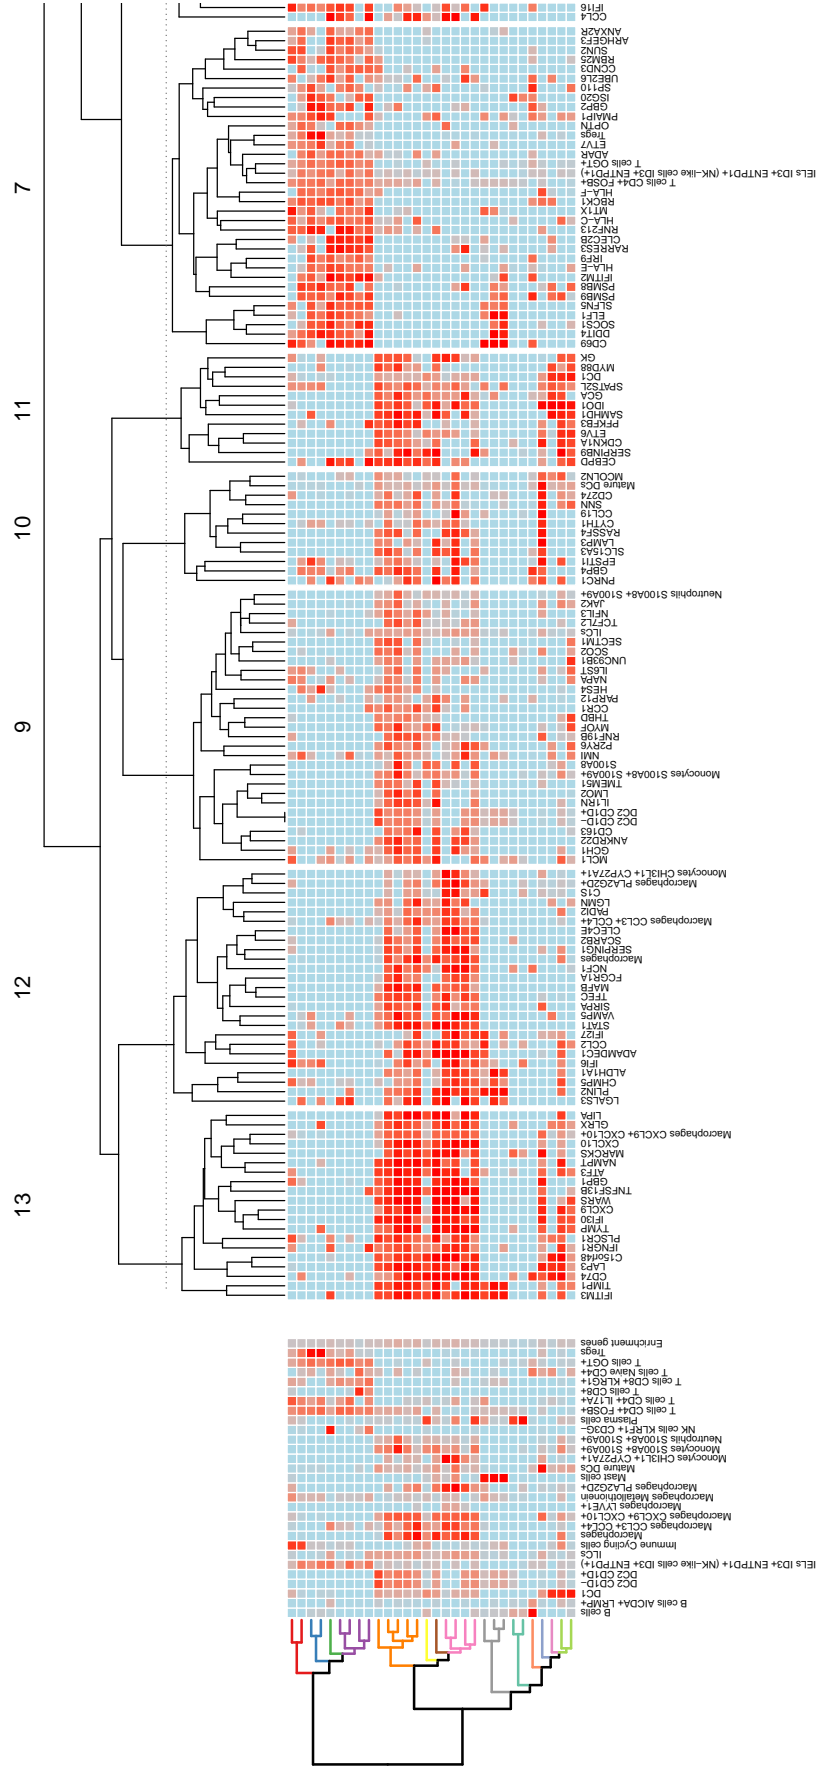 IFI16
CCL4
ANXA2R
ARHGEF3
SUN2
RBM25
CCND3
UBE2L6
SP110
ISG20
GBP2
PMAIP1
OPTN
Tregs
ETV7
ADAR
T cells OGT+
IELs ID3+ ENTPD1+ (NK−like cells ID3+ ENTPD1+)
T cells CD4+ FOSB+
HLA−F
RBCK1
MT1X
HLA−C
RNF213
CLEC2B
RARRES3
IRF9
HLA−E
IFITM2
PSMB8
PSMB9
SLFN5
ELF1
SOCS1
DDIT4
CD69
7
GK
MYD88
DC1
SPATS2L
GCA
IDO1
SAMHD1
PFKFB3
ETV6
CDKN1A
SERPINB9
CEBPD
11
MCOLN2
Mature DCs
CD274
SNN
CCL19
CYTH1
RASSF4
LAMP3
SLC15A3
EPSTI1
GBP4
PNRC1
10
Neutrophils S100A8+ S100A9+
JAK2
NFIL3
TCF7L2
ILCs
SECTM1
SCO2
UNC93B1
IL6ST
NAPA
HES4
PARP12
CCR1
THBD
MYOF
RNF19B
P2RY6
NMI
S100A8
Monocytes S100A8+ S100A9+
TMEM51
LMO2
IL1RN
DC2 CD1D+
DC2 CD1D−
CD163
ANKRD22
GCH1
MCL1
9
Monocytes CHI3L1+ CYP27A1+
Macrophages PLA2G2D+
C1S
LGMN
PADI2
Macrophages CCL3+ CCL4+
CLEC4E
SCARB2
SERPING1
Macrophages
NCF1
FCGR1A
MAFB
TFEC
SIRPA
VAMP5
STAT1
IFI27
CCL2
ADAMDEC1
IFI6
ALDH1A1
CHMP5
PLIN2
LGALS3
12
LIPA
GLRX
Macrophages CXCL9+ CXCL10+
CXCL10
MARCKS
NAMPT
ATF3
GBP1
TNFSF13B
WARS
CXCL9
IFI30
TYMP
PLSCR1
IFNGR1
C15orf48
LAP3
CD74
TIMP1
IFITM3
13
Enrichment genes
Tregs
T cells OGT+
T cells Naive CD4+
T cells CD8+ KLRG1+
T cells CD8+
T cells CD4+ IL17A+
T cells CD4+ FOSB+
Plasma cells
NK cells KLRF1+ CD3G−
Neutrophils S100A8+ S100A9+
Monocytes S100A8+ S100A9+
Monocytes CHI3L1+ CYP27A1+
Mature DCs
Mast cells
Macrophages PLA2G2D+
Macrophages Metallothionein
Macrophages LYVE1+
Macrophages CXCL9+ CXCL10+
Macrophages CCL3+ CCL4+
Macrophages
Immune Cycling cells
ILCs
IELs ID3+ ENTPD1+ (NK−like cells ID3+ ENTPD1+)
DC2 CD1D+
DC2 CD1D−
DC1
B cells AICDA+ LRMP+
B cells